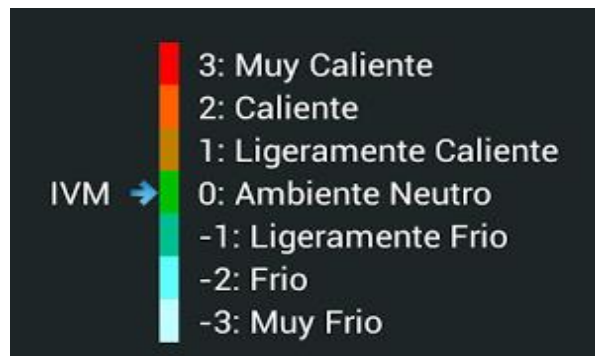 3: Muy Caliente
2: Caliente
1: Ligeramente Caliente
IVM 0: Ambiente Neutro
-1: Ligeramente Frio
-2: Frio
-3: Muy Frio